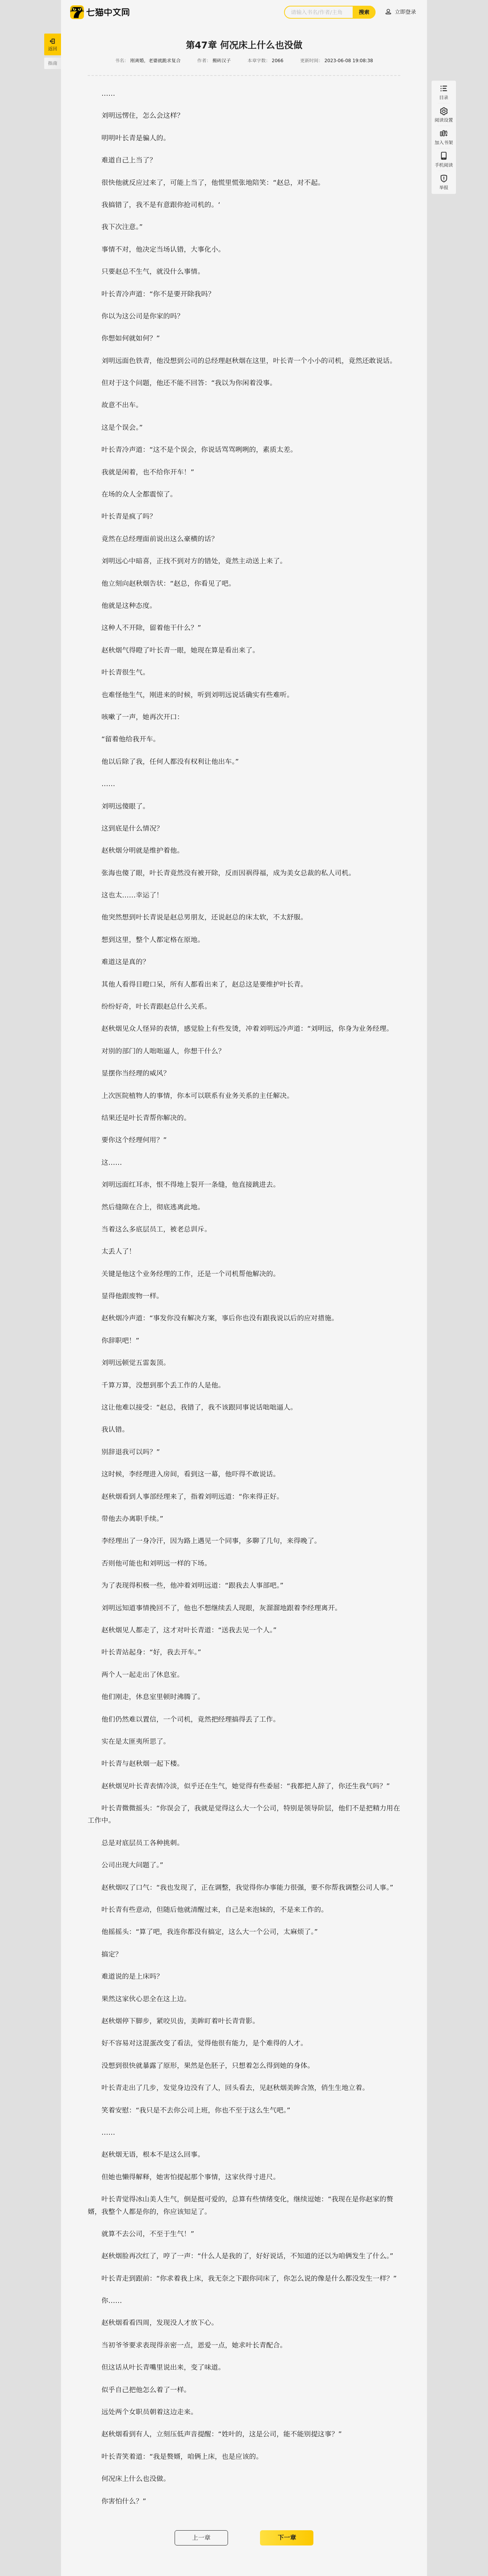 七猫中文网
请输入书名/作者/主角
搜索
立即登录
返回
热搜
目录
阅读设置
加入书架
手机阅读
举报
第47章 何况床上什么也没做
书名： 刚离婚，老婆就跪求复合
作者：
本章字数： 2066
更新时间： 2023-06-08 19:08:38
……
刘明远愣住，怎么会这样？
明明叶长青是骗人的。
难道自己上当了？
很快他就反应过来了，可能上当了，他慌里慌张地陪笑：“赵总，对不起。
我搞错了，我不是有意跟你抢司机的。‘
我下次注意。”
事情不对，他决定当场认错，大事化小。
只要赵总不生气，就没什么事情。
叶长青冷声道：“你不是要开除我吗？
你以为这公司是你家的吗？
你想如何就如何？”
刘明远面色铁青，他没想到公司的总经理赵秋烟在这里，叶长青一个小小的司机，竟然还敢说话。
但对于这个问题，他还不能不回答：“我以为你闲着没事。
故意不出车。
这是个误会。”
叶长青冷声道：“这不是个误会，你说话骂骂咧咧的，素质太差。
我就是闲着，也不给你开车！”
在场的众人全都震惊了。
叶长青是疯了吗？
竟然在总经理面前说出这么豪横的话？
刘明远心中暗喜，正找不到对方的错处，竟然主动送上来了。
他立刻向赵秋烟告状：“赵总，你看见了吧。
他就是这种态度。
这种人不开除，留着他干什么？”
赵秋烟气得瞪了叶长青一眼，她现在算是看出来了。
叶长青很生气。
也难怪他生气，刚进来的时候，听到刘明远说话确实有些难听。
咳嗽了一声，她再次开口：
“留着他给我开车。
他以后除了我，任何人都没有权利让他出车。”
……
刘明远傻眼了。
这到底是什么情况？
赵秋烟分明就是维护着他。
张海也傻了眼，叶长青竟然没有被开除，反而因祸得福，成为美女总裁的私人司机。
这也太……幸运了！
他突然想到叶长青说是赵总男朋友，还说赵总的床太软，不太舒服。
想到这里，整个人都定格在原地。
难道这是真的？
其他人看得目瞪口呆，所有人都看出来了，赵总这是要维护叶长青。
纷纷好奇，叶长青跟赵总什么关系。
赵秋烟见众人怪异的表情，感觉脸上有些发烫，冲着刘明远冷声道：“刘明远，你身为业务经理。
对别的部门的人咄咄逼人，你想干什么？
显摆你当经理的威风？
上次医院植物人的事情，你本可以联系有业务关系的主任解决。
结果还是叶长青帮你解决的。
要你这个经理何用？”
这……
刘明远面红耳赤，恨不得地上裂开一条缝，他直接跳进去。
然后缝隙在合上，彻底逃离此地。
当着这么多底层员工，被老总训斥。
太丢人了！
关键是他这个业务经理的工作，还是一个司机帮他解决的。
显得他跟废物一样。
赵秋烟冷声道：“事发你没有解决方案，事后你也没有跟我说以后的应对措施。
你辞职吧！”
刘明远顿觉五雷轰顶。
千算万算，没想到那个丢工作的人是他。
这让他难以接受：“赵总，我错了，我不该跟同事说话咄咄逼人。
我认错。
别辞退我可以吗？”
这时候，李经理进入房间，看到这一幕，他吓得不敢说话。
赵秋烟看到人事部经理来了，指着刘明远道：“你来得正好。
带他去办离职手续。”
李经理出了一身冷汗，因为路上遇见一个同事，多聊了几句，来得晚了。
否则他可能也和刘明远一样的下场。
为了表现得积极一些，他冲着刘明远道：“跟我去人事部吧。”
刘明远知道事情挽回不了，他也不想继续丢人现眼，灰溜溜地跟着李经理离开。
赵秋烟见人都走了，这才对叶长青道：“送我去见一个人。”
叶长青站起身：“好，我去开车。”
两个人一起走出了休息室。
他们刚走，休息室里顿时沸腾了。
他们仍然难以置信，一个司机，竟然把经理搞得丢了工作。
实在是太匪夷所思了。
叶长青与赵秋烟一起下楼。
赵秋烟见叶长青表情冷淡，似乎还在生气，她觉得有些委屈：“我都把人辞了，你还生我气吗？”
叶长青微微摇头：“你误会了，我就是觉得这么大一个公司，特别是领导阶层，他们不是把精力用在
工作中。
总是对底层员工各种挑刺。
公司出现大问题了。”
赵秋烟叹了口气：“我也发现了，正在调整，我觉得你办事能力很强，要不你帮我调整公司人事。”
叶长青有些意动，但随后他就清醒过来，自己是来泡妹的，不是来工作的。
他摇摇头：“算了吧，我连你都没有搞定，这么大一个公司，太麻烦了。”
搞定？
难道说的是上床吗？
果然这家伙心思全在这上边。
赵秋烟停下脚步，紧咬贝齿，美眸盯着叶长青背影。
好不容易对这混蛋改变了看法，觉得他很有能力，是个难得的人才。
没想到很快就暴露了原形，果然是色胚子，只想着怎么得到她的身体。
叶长青走出了几步，发觉身边没有了人，回头看去，见赵秋烟美眸含煞，俏生生地立着。
笑着安慰：“我只是不去你公司上班，你也不至于这么生气吧。”
……
赵秋烟无语，根本不是这么回事。
但她也懒得解释，她害怕提起那个事情，这家伙得寸进尺。
叶长青觉得冰山美人生气，倒是挺可爱的，总算有些情绪变化，继续逗她：“我现在是你赵家的赘
婿，我整个人都是你的，你应该知足了。
就算不去公司，不至于生气！”
赵秋烟脸再次红了，哼了一声：“什么人是我的了，好好说话，不知道的还以为咱俩发生了什么。”
叶长青走到跟前：“你求着我上床，我无奈之下跟你同床了，你怎么说的像是什么都没发生一样？”
你……
赵秋烟看看四周，发现没人才放下心。
当初爷爷要求表现得亲密一点，恩爱一点，她求叶长青配合。
但这话从叶长青嘴里说出来，变了味道。
似乎自己把他怎么着了一样。
远处两个女职员朝着这边走来。
赵秋烟看到有人，立刻压低声音提醒：“姓叶的，这是公司，能不能别提这事？”
叶长青笑着道：“我是赘婿，咱俩上床，也是应该的。
何况床上什么也没做。
你害怕什么？”
上一章
下一章